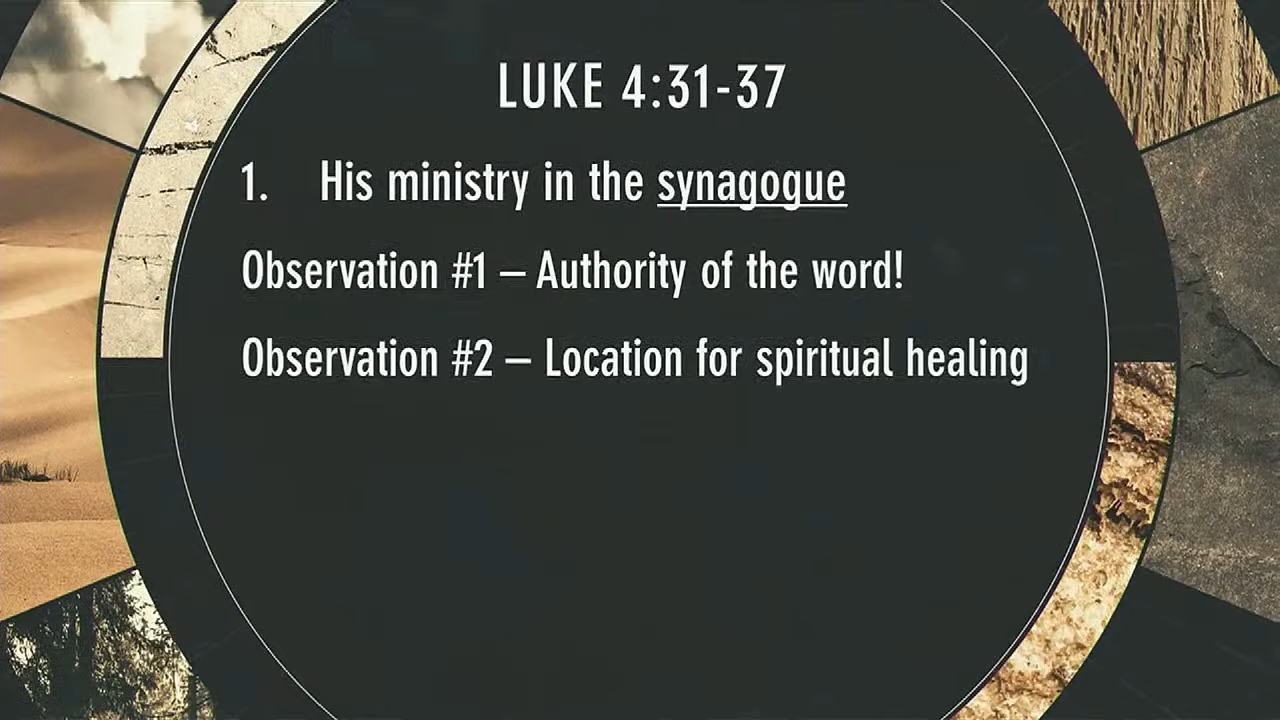 LUKE 4:31-37
1. His ministry in the synagogue
Observation #1 – Authority of the word!
Observation #2 – Location for spiritual healing